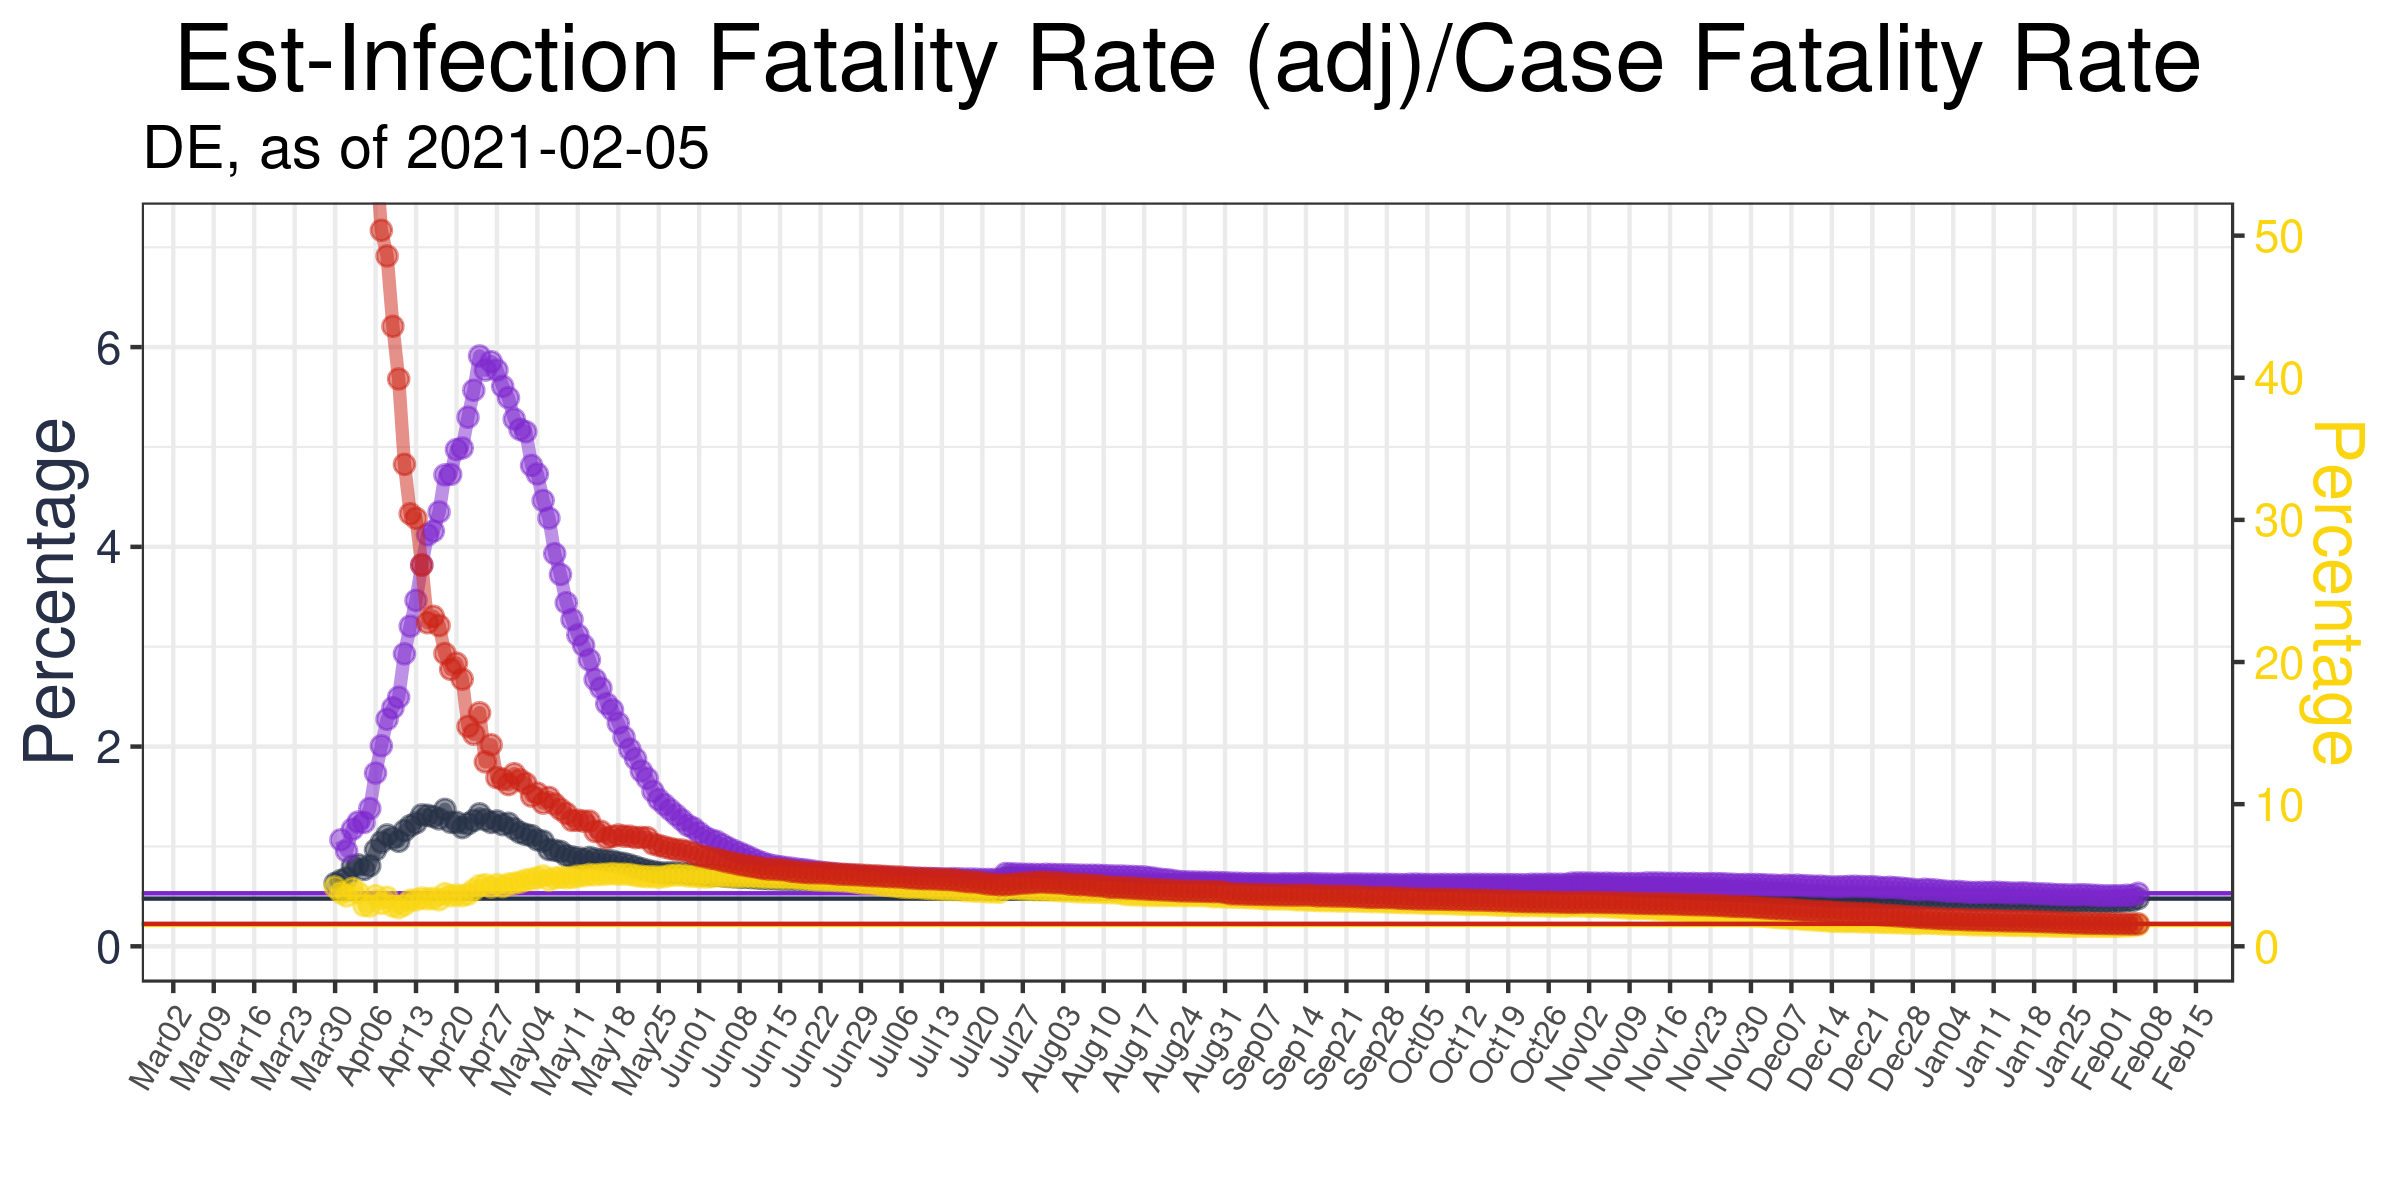 Est-Infection Fatality Rate (adj)/Case Fatality Rate
DE, as of 2021-02-05
Percentage
6
4
2
0
50
40
30
20
10
0
Percentage
Mar02
Mar09
Mar16
Mar23
Mar30
Apr06
Apr13
Apr20
Apr27
May04
May11
May18
May25
Jun01
Jun08
Jun15
Jun22
Jun29
Jul06
Jul13
Jul20
Jul27
Aug03
Aug10
Aug17
Aug24
Aug31
Sep07
Sep14
Sep21
Sep28
Oct05
Oct12
Oct19
Oct26
Nov02
Nov09
Nov16
Nov23
Nov30
Dec07
Dec14
Dec21
Dec28
Jan04
Jan11
Jan18
Jan25
Feb01
Feb08
Feb15